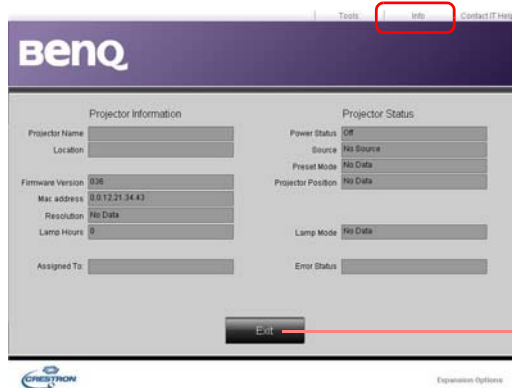 Tools Info Contact IT Help
BenQ
Projector Information Projector Status
Projector Name Power Status Off
Location Source No Source
Preset Mode No Data
Firmware Version 036 Projector Position No Data
Mac address 0.0.12.21.34.43
Resolution No Data
Lamp Hours 0 Lamp Mode No Data
Assigned To: Error Status
Exit
CRESTRON Expansion Options